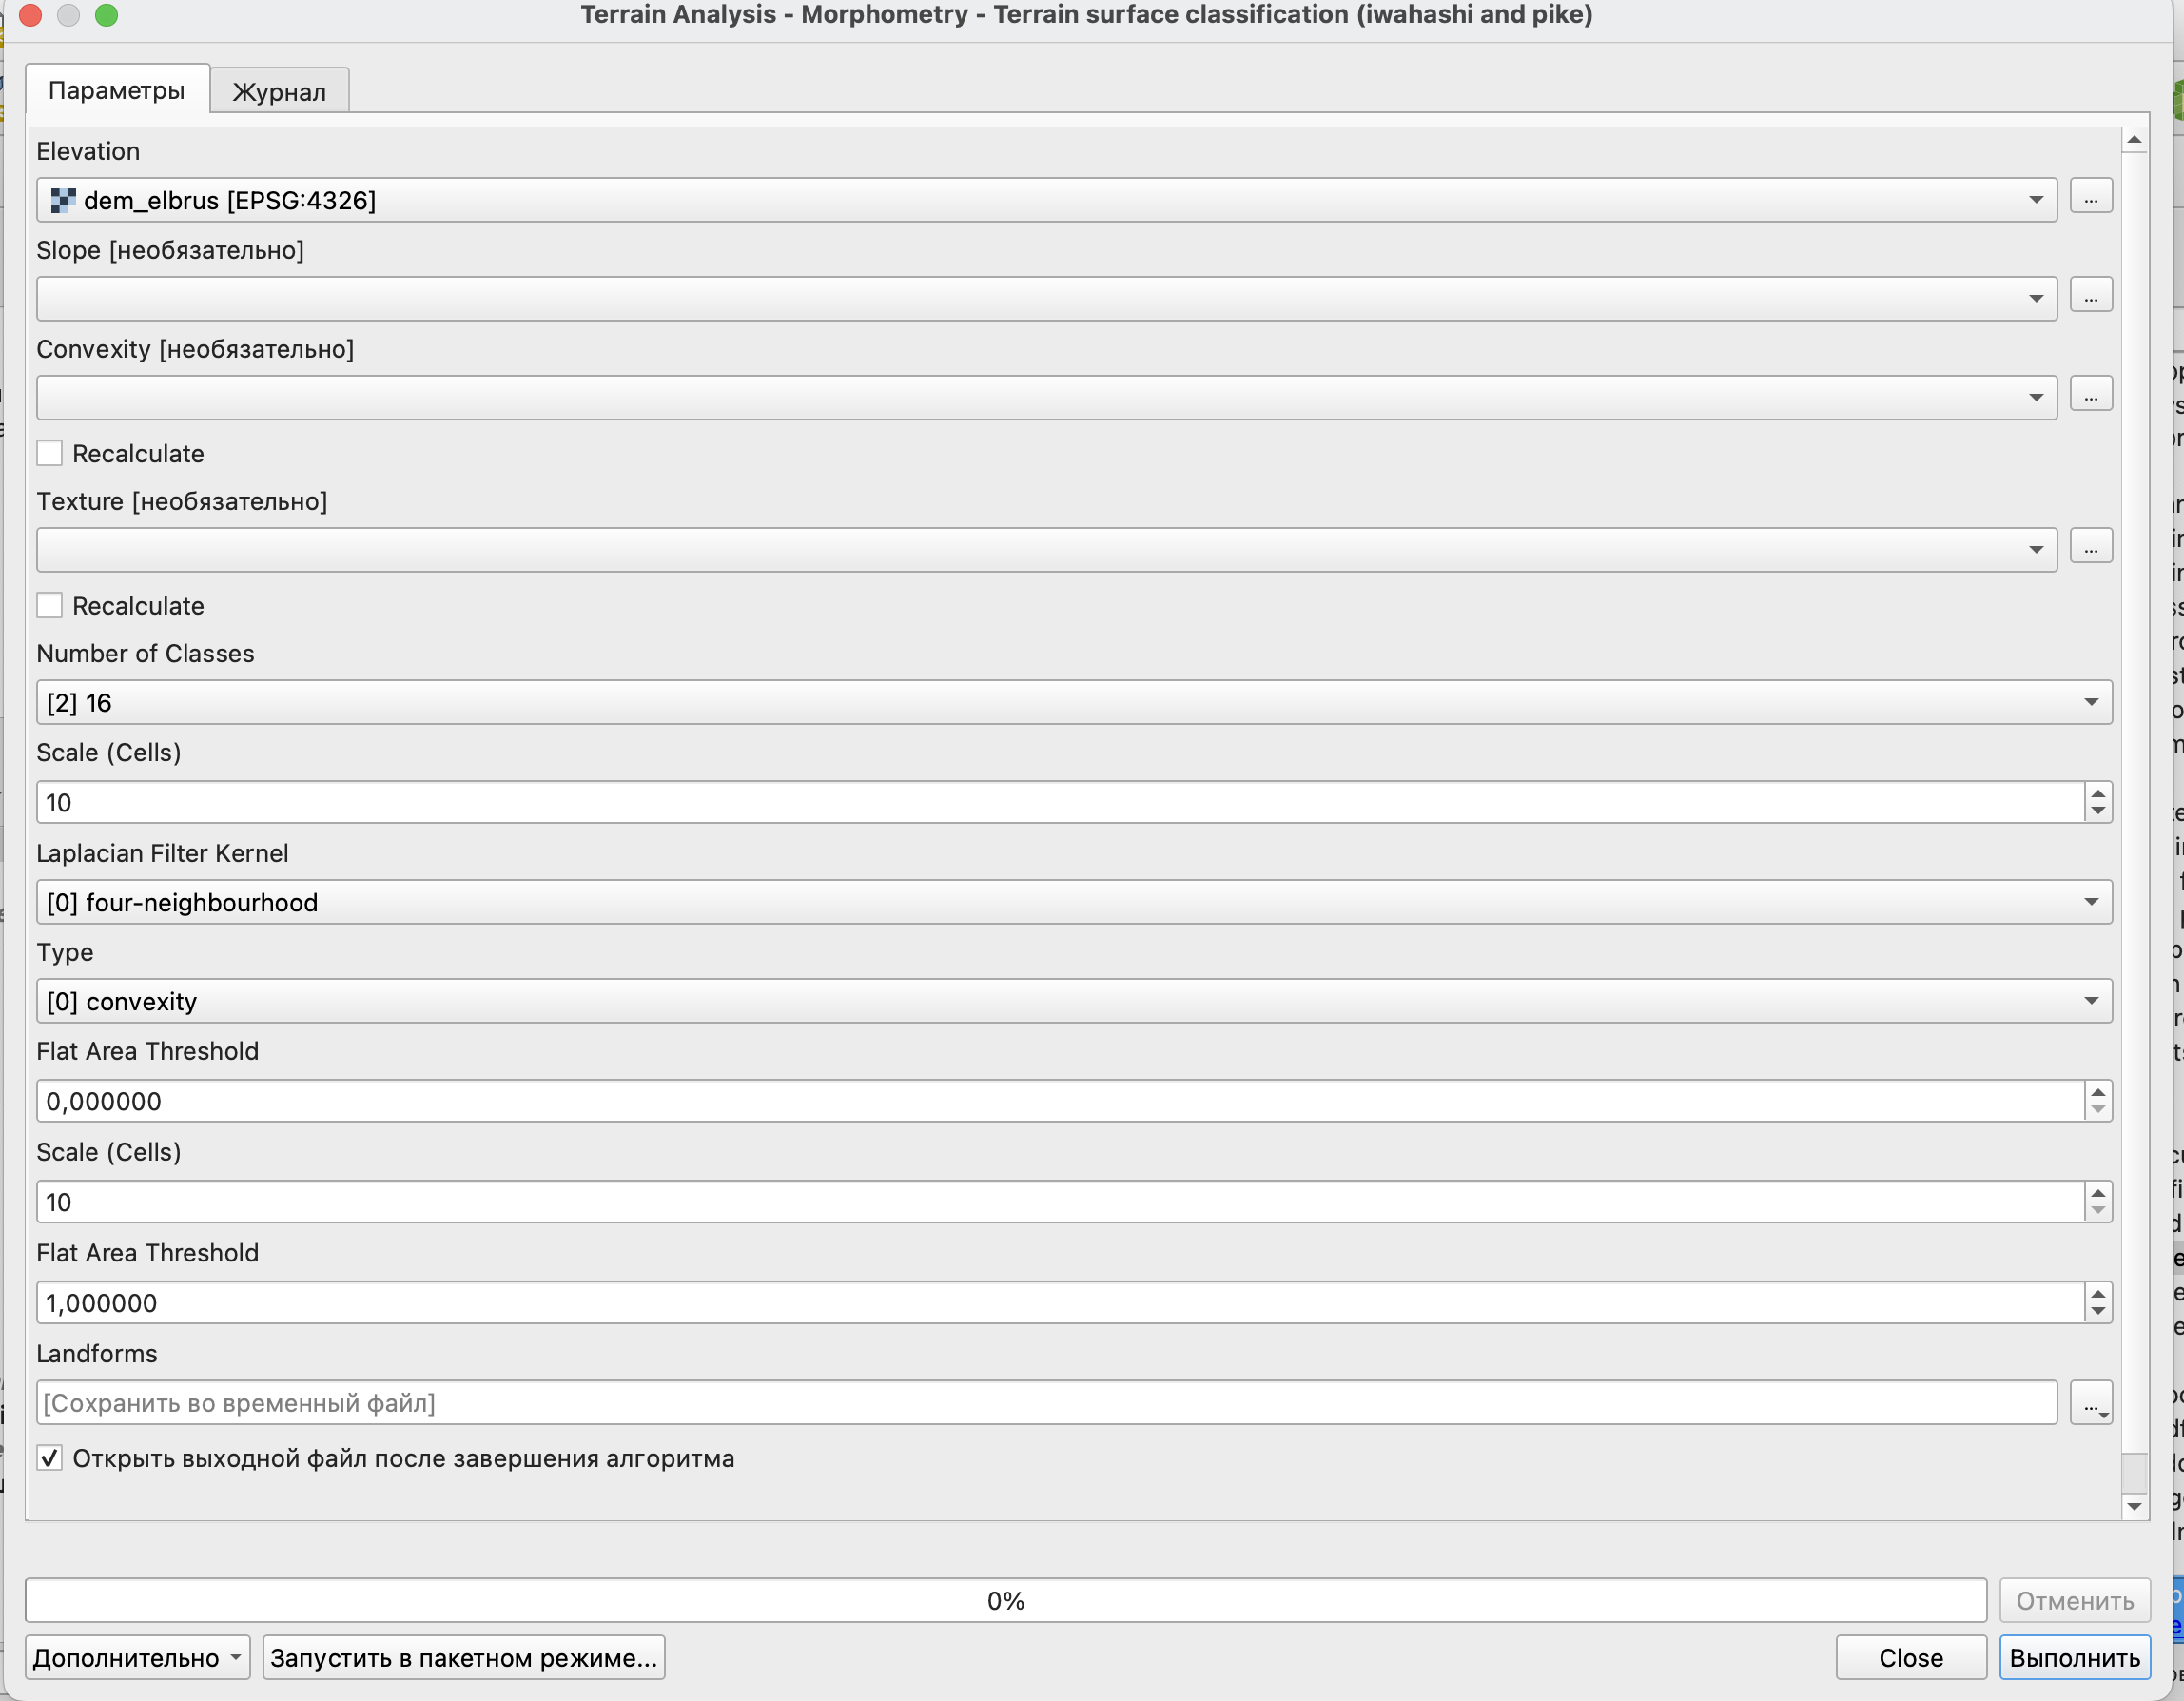 Terrain Analysis - Morphometry - Terrain surface classification (iwahashi and pike)
Параметры
Журнал
Elevation
dem_elbrus [EPSG:4326]
...
Slope [необязательно]
...
Convexity [необязательно]
...
Recalculate
Texture [необязательно]
...
Recalculate
Number of Classes
[2] 16
Scale (Cells)
10
Laplacian Filter Kernel
[0] four-neighbourhood
Type
[0] convexity
Flat Area Threshold
0,000000
Scale (Cells)
10
Flat Area Threshold
1,000000
Landforms
[Сохранить во временный файл]
...
Открыть выходной файл после завершения алгоритма
0%
Отменить
Дополнительно
Запустить в пакетном режиме...
Close
Выполнить